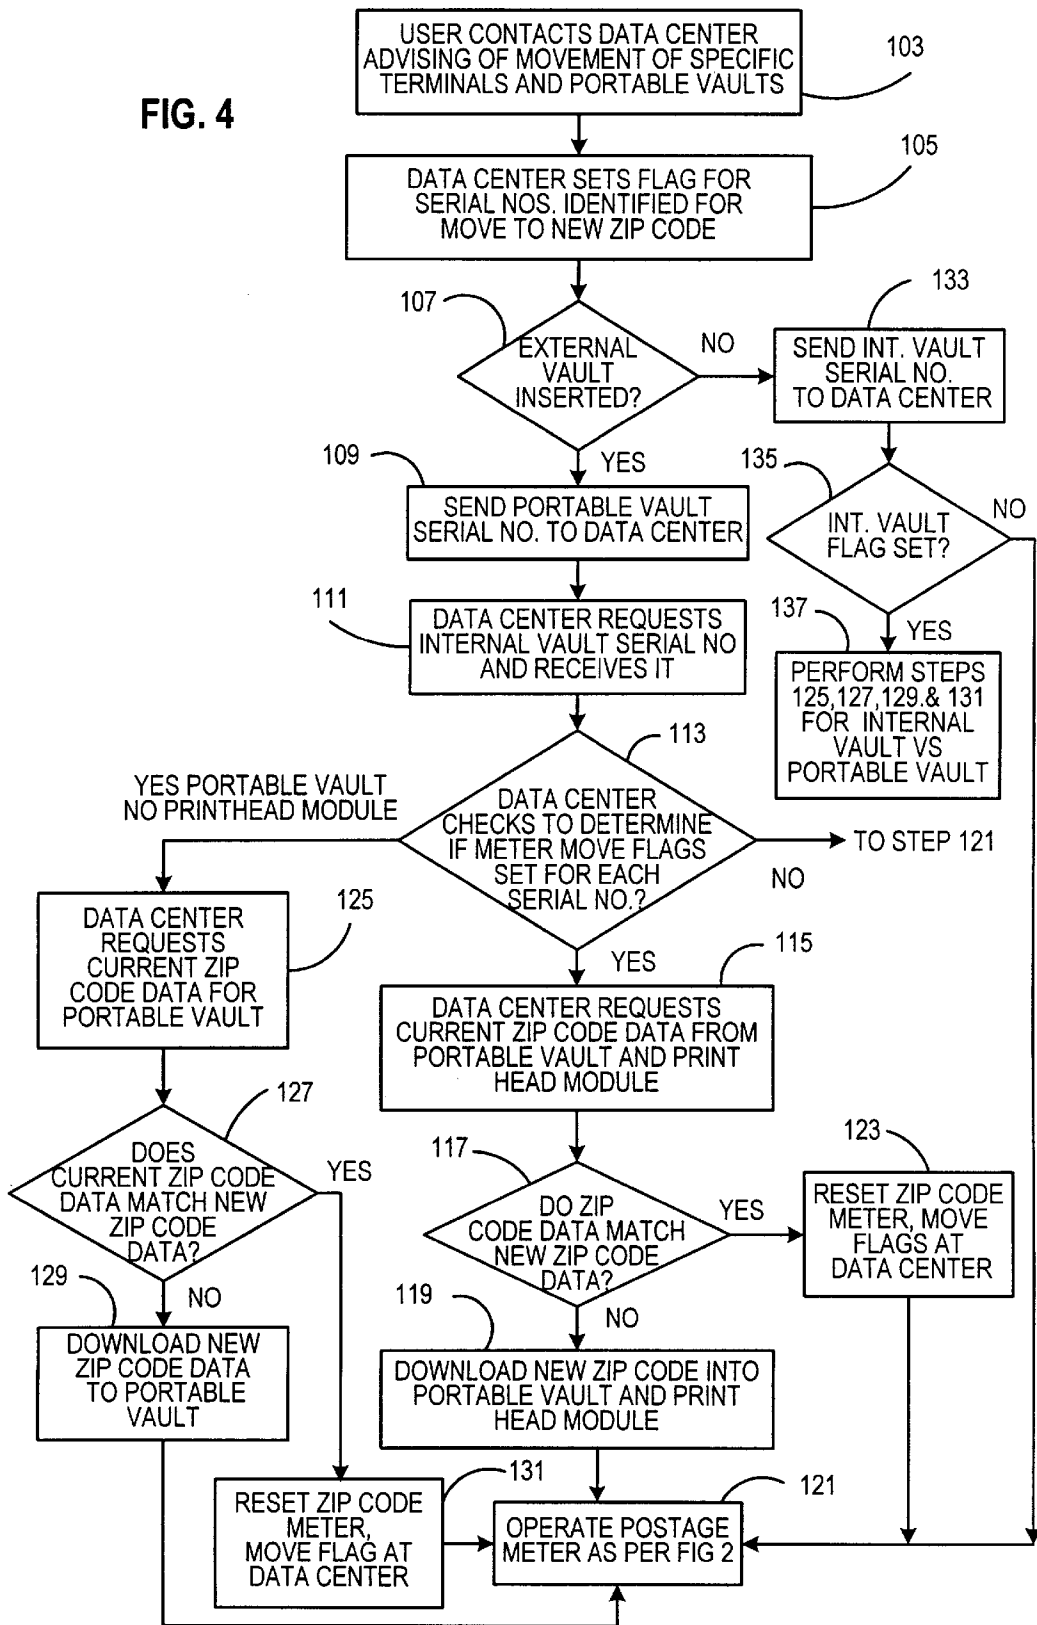 FIG. 4
USER CONTACTS DATA CENTER
ADVISING OF MOVEMENT OF SPECIFIC
TERMINALS AND PORTABLE VAULTS
103
DATA CENTER SETS FLAG FOR
SERIAL NOS. IDENTIFIED FOR
MOVE TO NEW ZIP CODE
105
107
EXTERNAL
VAULT
INSERTED?
NO
YES
133
SEND INT. VAULT
SERIAL NO.
TO DATA CENTER
109
SEND PORTABLE VAULT
SERIAL NO. TO DATA CENTER
135
INT. VAULT
FLAG SET?
NO
YES
111
DATA CENTER REQUESTS
INTERNAL VAULT SERIAL NO
AND RECEIVES IT
137
PERFORM STEPS
125,127,129.& 131
FOR INTERNAL
VAULT VS
PORTABLE VAULT
113
DATA CENTER
CHECKS TO DETERMINE
IF METER MOVE FLAGS
SET FOR EACH
SERIAL NO.?
YES PORTABLE VAULT
NO PRINTHEAD MODULE
TO STEP 121
NO
YES
125
DATA CENTER
REQUESTS
CURRENT ZIP
CODE DATA FOR
PORTABLE VAULT
115
DATA CENTER REQUESTS
CURRENT ZIP CODE DATA FROM
PORTABLE VAULT AND PRINT
HEAD MODULE
127
DOES
CURRENT ZIP CODE
DATA MATCH NEW
ZIP CODE
DATA?
YES
NO
117
DO ZIP
CODE DATA MATCH
NEW ZIP CODE
DATA?
YES
NO
123
RESET ZIP CODE
METER, MOVE
FLAGS AT
DATA CENTER
129
DOWNLOAD NEW
ZIP CODE DATA
TO PORTABLE
VAULT
119
DOWNLOAD NEW ZIP CODE INTO
PORTABLE VAULT AND PRINT
HEAD MODULE
131
RESET ZIP CODE
METER,
MOVE FLAG AT
DATA CENTER
121
OPERATE POSTAGE
METER AS PER FIG 2